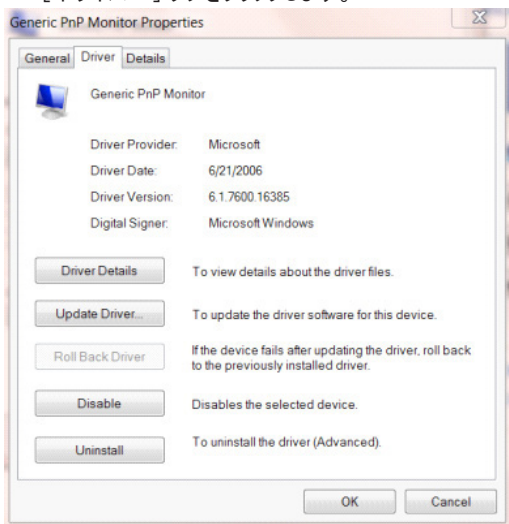 Generic PnP Monitor Properties
General Driver Details
Generic PnP Monitor
Driver Provider: Microsoft
Driver Date: 6/21/2006
Driver Version: 6.1.7600.16385
Digital Signer: Microsoft Windows
Driver Details To view details about the driver files.
Update Driver... To update the driver software for this device.
Roll Back Driver If the device fails after updating the driver, roll back
to the previously installed driver.
Disable Disables the selected device.
Uninstall To uninstall the driver (Advanced).
OK Cancel